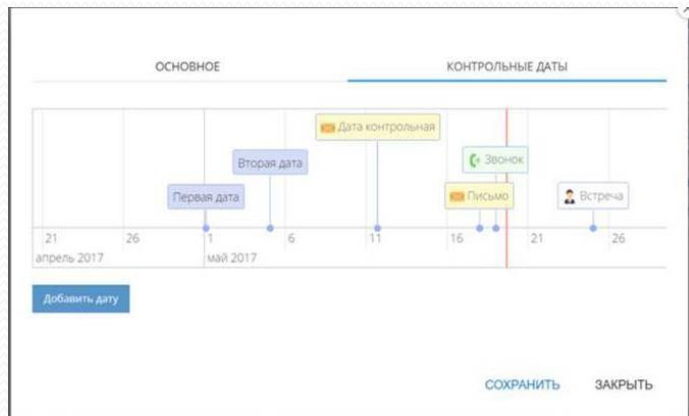 ОСНОВНОЕ
КОНТРОЛЬНЫЕ ДАТЫ
Дата контрольная
Вторая дата
Звонок
Первая дата
Письмо
Встреча
21 26 1 6 11 16 21 26
апрель 2017 май 2017
Добавить дату
СОХРАНИТЬ ЗАКРЫТЬ